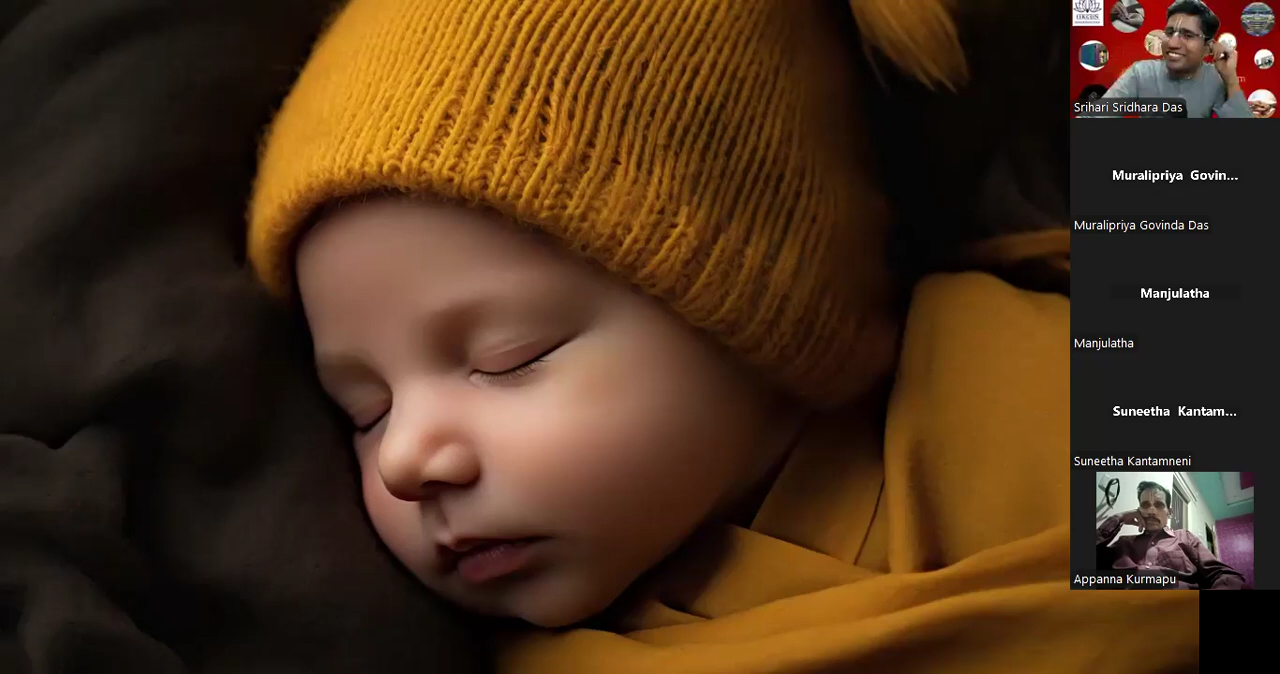 Srihari Sridhara Das
Muralipriya Govin...
Muralipriya Govinda Das
Manjulatha
Manjulatha
Suneetha Kantam...
Suneetha Kantamneni
Appanna Kurmapu